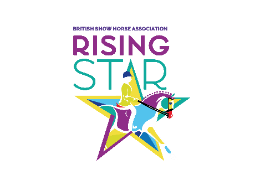 BRITISH SHOW HORSE ASSOCIATION
RISING
STAR